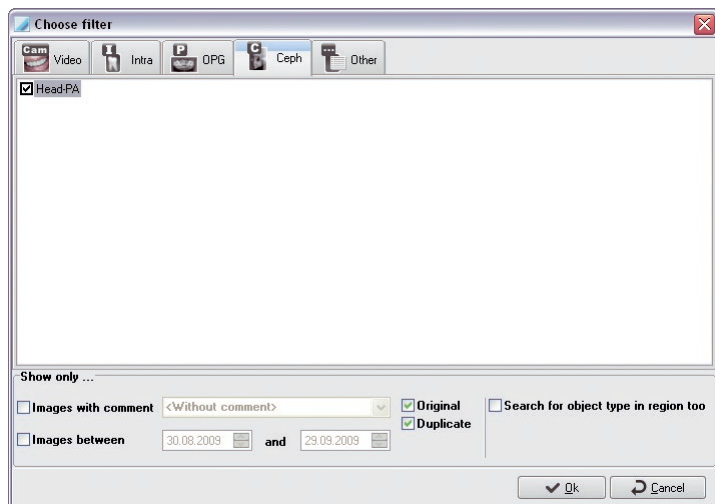 Choose filter
Cam Video I Intra P OPG C Ceph ... Other
Head-PA
Show only ...
Images with comment <Without comment> Original Search for object type in region too
Duplicate
Images between 30.08.2009 and 29.09.2009
Ok Cancel